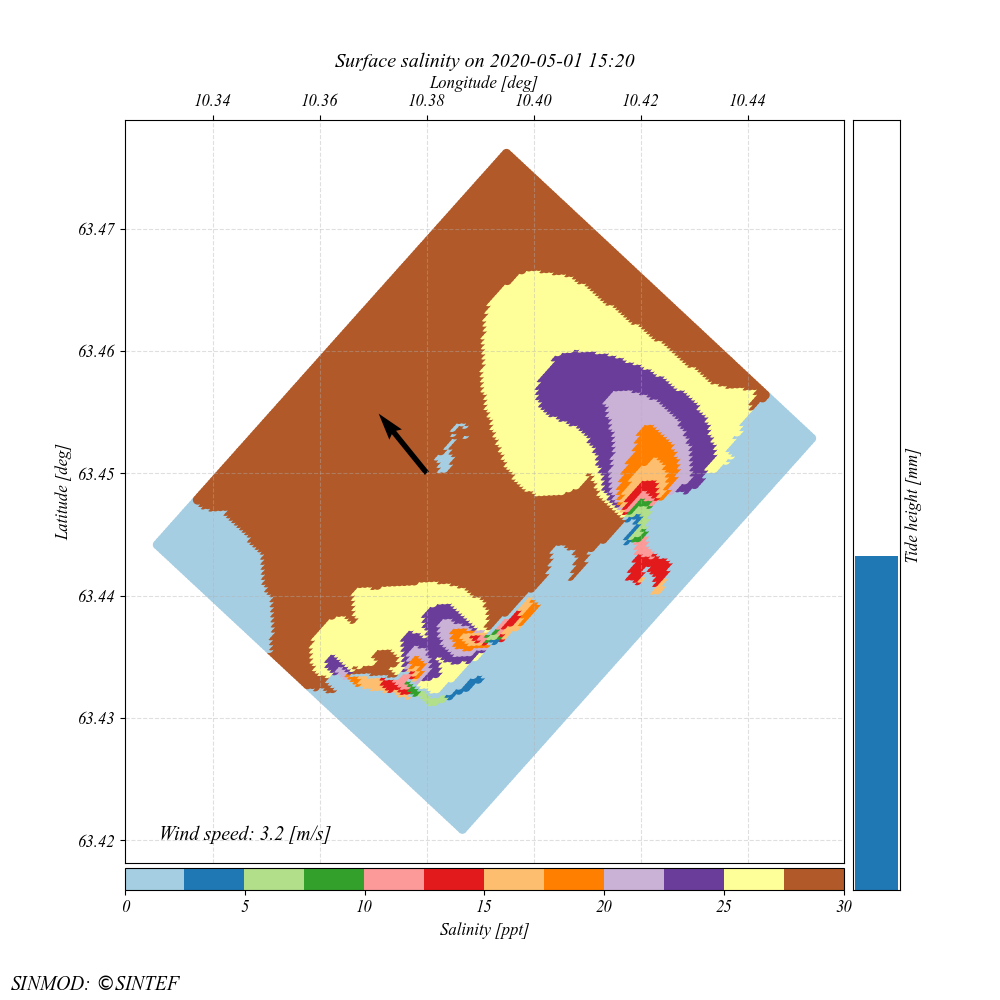 Surface salinity on 2020-05-01 15:20
Longitude [deg]
10.34 10.36 10.38 10.40 10.42 10.44
63.47
63.46
63.45
63.44
63.43
63.42
Latitude [deg]
Tide height [mm]
Wind speed: 3.2 [m/s]
0 5 10 15 20 25 30
Salinity [ppt]
SINMOD: ©SINTEF